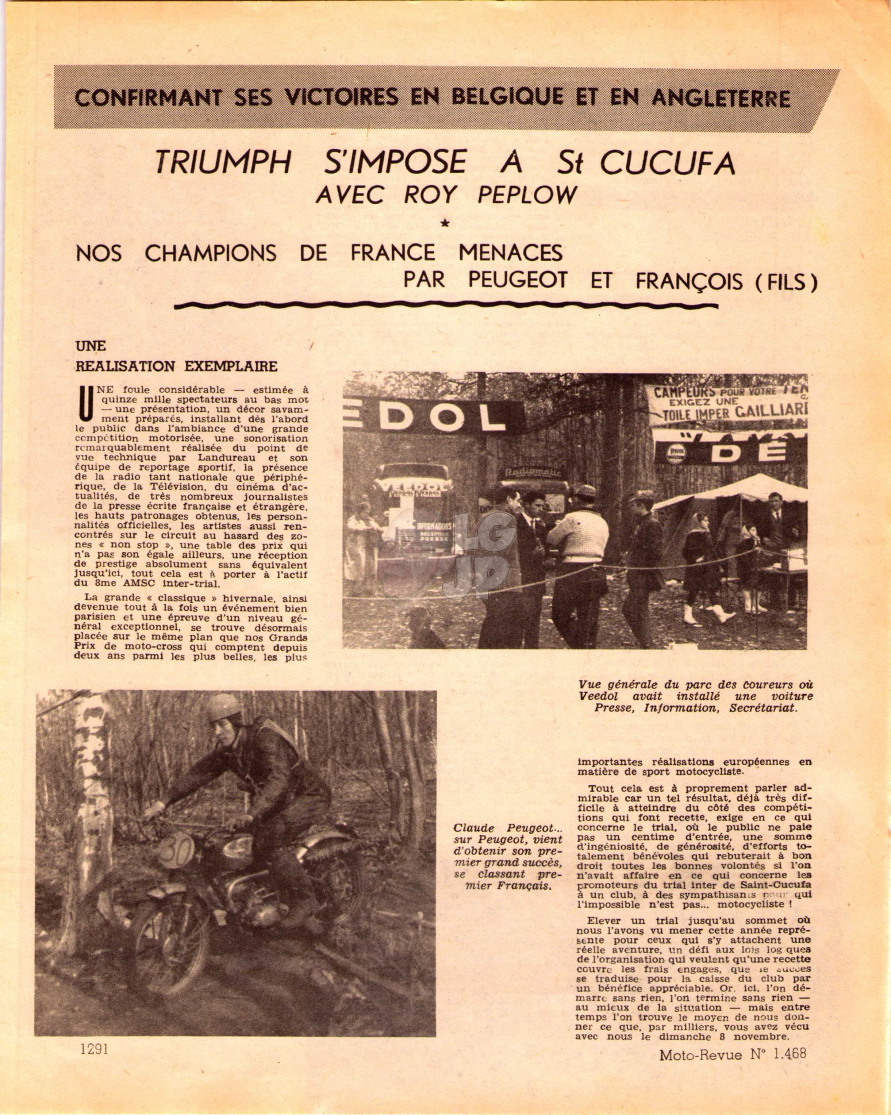 CONFIRMANT SES VICTOIRES EN BELGIQUE ET EN ANGLETERRE
TRIUMPH S'IMPOSE A St CUCUFA
AVEC ROY PEPLOW
★
NOS CHAMPIONS DE FRANCE MENACES
PAR PEUGEOT ET FRANÇOIS (FILS)
UNE
REALISATION EXEMPLAIRE
UNE foule considérable — estimée à
quinze mille spectateurs au bas mot
— une présentation, un décor savam-
ment préparés, installant dès l'abord
le public dans l'ambiance d'une grande
compétition motorisée, une sonorisation
remarquablement réalisée du point de
vue technique par Landureau et son
équipe de reportage sportif, la présence
de la radio tant nationale que périphé-
rique, de la Télévision, du cinéma d'ac-
tualités, de très nombreux journalistes
de la presse écrite française et étrangère,
les hauts patronages obtenus, les person-
nalités officielles, les artistes aussi ren-
contrés sur le circuit au hasard des zo-
nes « non stop », une table des prix qui
n'a pas son égale ailleurs, une réception
de prestige absolument sans équivalent
jusqu'ici, tout cela est à porter à l'actif
du 8me AMSC inter-trial.
La grande « classique » hivernale, ainsi
devenue tout à la fois un événement bien
parisien et une épreuve d'un niveau gé-
néral exceptionnel, se trouve désormais
placée sur le même plan que nos Grands
Prix de moto-cross qui comptent depuis
deux ans parmi les plus belles, les plus
EDOL
CAMPEURS POUR VOTRE
EXIGEZ UNE
TOILE IMPER GAILLIAR
DE
Radiomatic
VEEDOL
INFORMATIONS
PRESSE
LG
JD
Vue générale du parc des coureurs où
Veedol avait installé une voiture
Presse, Information, Secrétariat.
Claude Peugeot...
sur Peugeot, vient
d'obtenir son pre-
mier grand succès,
se classant pre-
mier Français.
importantes réalisations européennes en
matière de sport motocycliste.
Tout cela est à proprement parler ad-
mirable car un tel résultat, déjà très dif-
ficile à atteindre du côté des compéti-
tions qui font recette, exige en ce qui
concerne le trial, où le public ne paie
pas un centime d'entrée, une somme
d'ingéniosité, de générosité, d'efforts to-
talement bénévoles qui rebuterait à bon
droit toutes les bonnes volontés si l'on
n'avait affaire en ce qui concerne les
promoteurs du trial inter de Saint-Cucufa
à un club, à des sympathisants pour qui
l'impossible n'est pas... motocycliste !
Elever un trial jusqu'au sommet où
nous l'avons vu mener cette année repré-
sente pour ceux qui s'y attachent une
réelle aventure, un défi aux lois log ques
de l'organisation qui veulent qu'une recette
couvre les frais engages, que le succès
se traduise pour la caisse du club par
un bénéfice appréciable. Or, ici, l'on dé-
marre sans rien, l'on termine sans rien —
au mieux de la situation — mais entre
temps l'on trouve le moyen de nous don-
ner ce que, par milliers, vous avez vécu
avec nous le dimanche 8 novembre.
1291
Moto-Revue N° 1.468